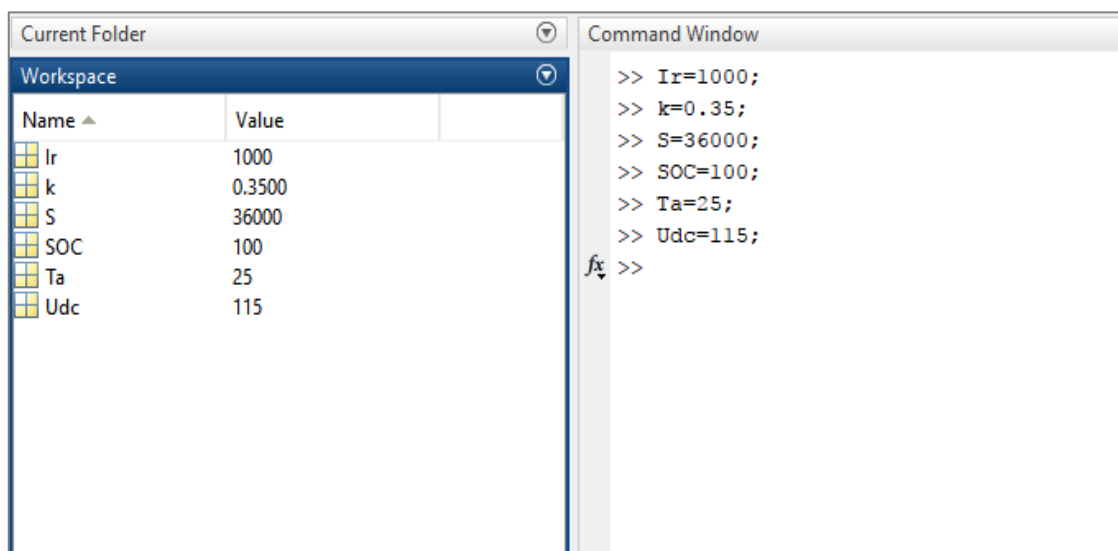 Current Folder
Workspace
Name Value
Ir 1000
k 0.3500
S 36000
SOC 100
Ta 25
Udc 115
Command Window
>> Ir=1000;
>> k=0.35;
>> S=36000;
>> SOC=100;
>> Ta=25;
>> Udc=115;
fx >>